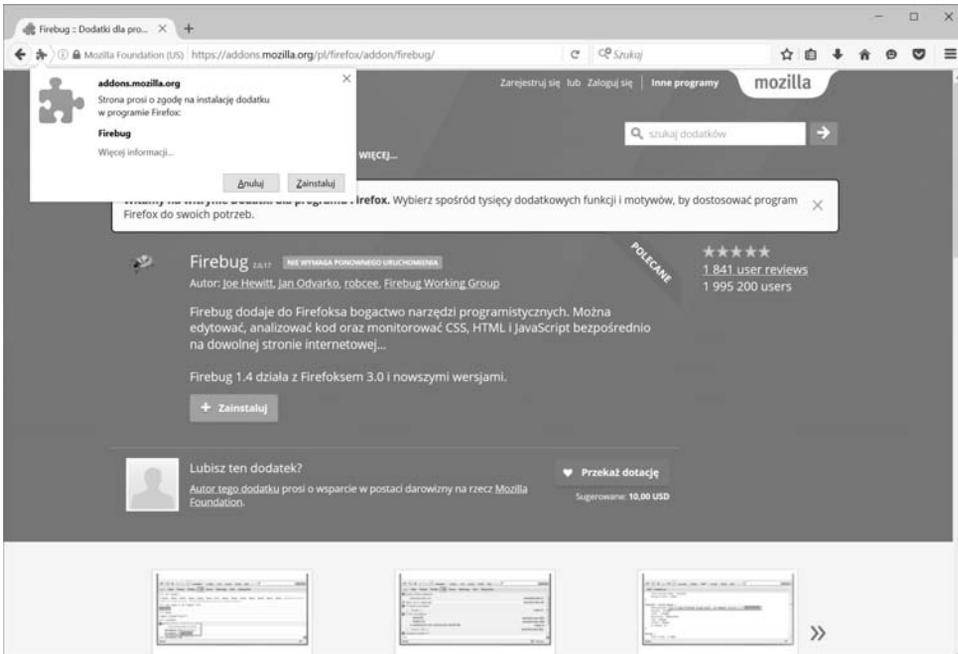 Firebug :: Dodatki dla pro...
Mozilla Foundation (US) https://addons.mozilla.org/pl/firefox/addon/firebug/
Szukaj
addons.mozilla.org
Strona prosi o zgodę na instalację dodatku
w programie Firefox:
Firebug
Więcej informacji...
Anuluj Zainstaluj
Zarejestruj się lub Zaloguj się Inne programy mozilla
szukaj dodatków
WIĘCEJ...
Witamy na witrynie Dodatki dla programu Firefox. Wybierz spośród tysięcy dodatkowych funkcji i motywów, by dostosować program
Firefox do swoich potrzeb.
Firebug 2.0.17 NIE WYMAGA PONOWNEGO URUCHOMIENIA
Autor: Joe Hewitt, Jan Odvarko, robcee, Firebug Working Group
POLECANE
1 841 user reviews
1 995 200 users
Firebug dodaje do Firefoksa bogactwo narzędzi programistycznych. Można
edytować, analizować kod oraz monitorować CSS, HTML i JavaScript bezpośrednio
na dowolnej stronie internetowej...
Firebug 1.4 działa z Firefoksem 3.0 i nowszymi wersjami.
+ Zainstaluj
Lubisz ten dodatek?
Autor tego dodatku prosi o wsparcie w postaci darowizny na rzecz Mozilla
Foundation.
Przekaż dotację
Sugerowane: 10,00 USD